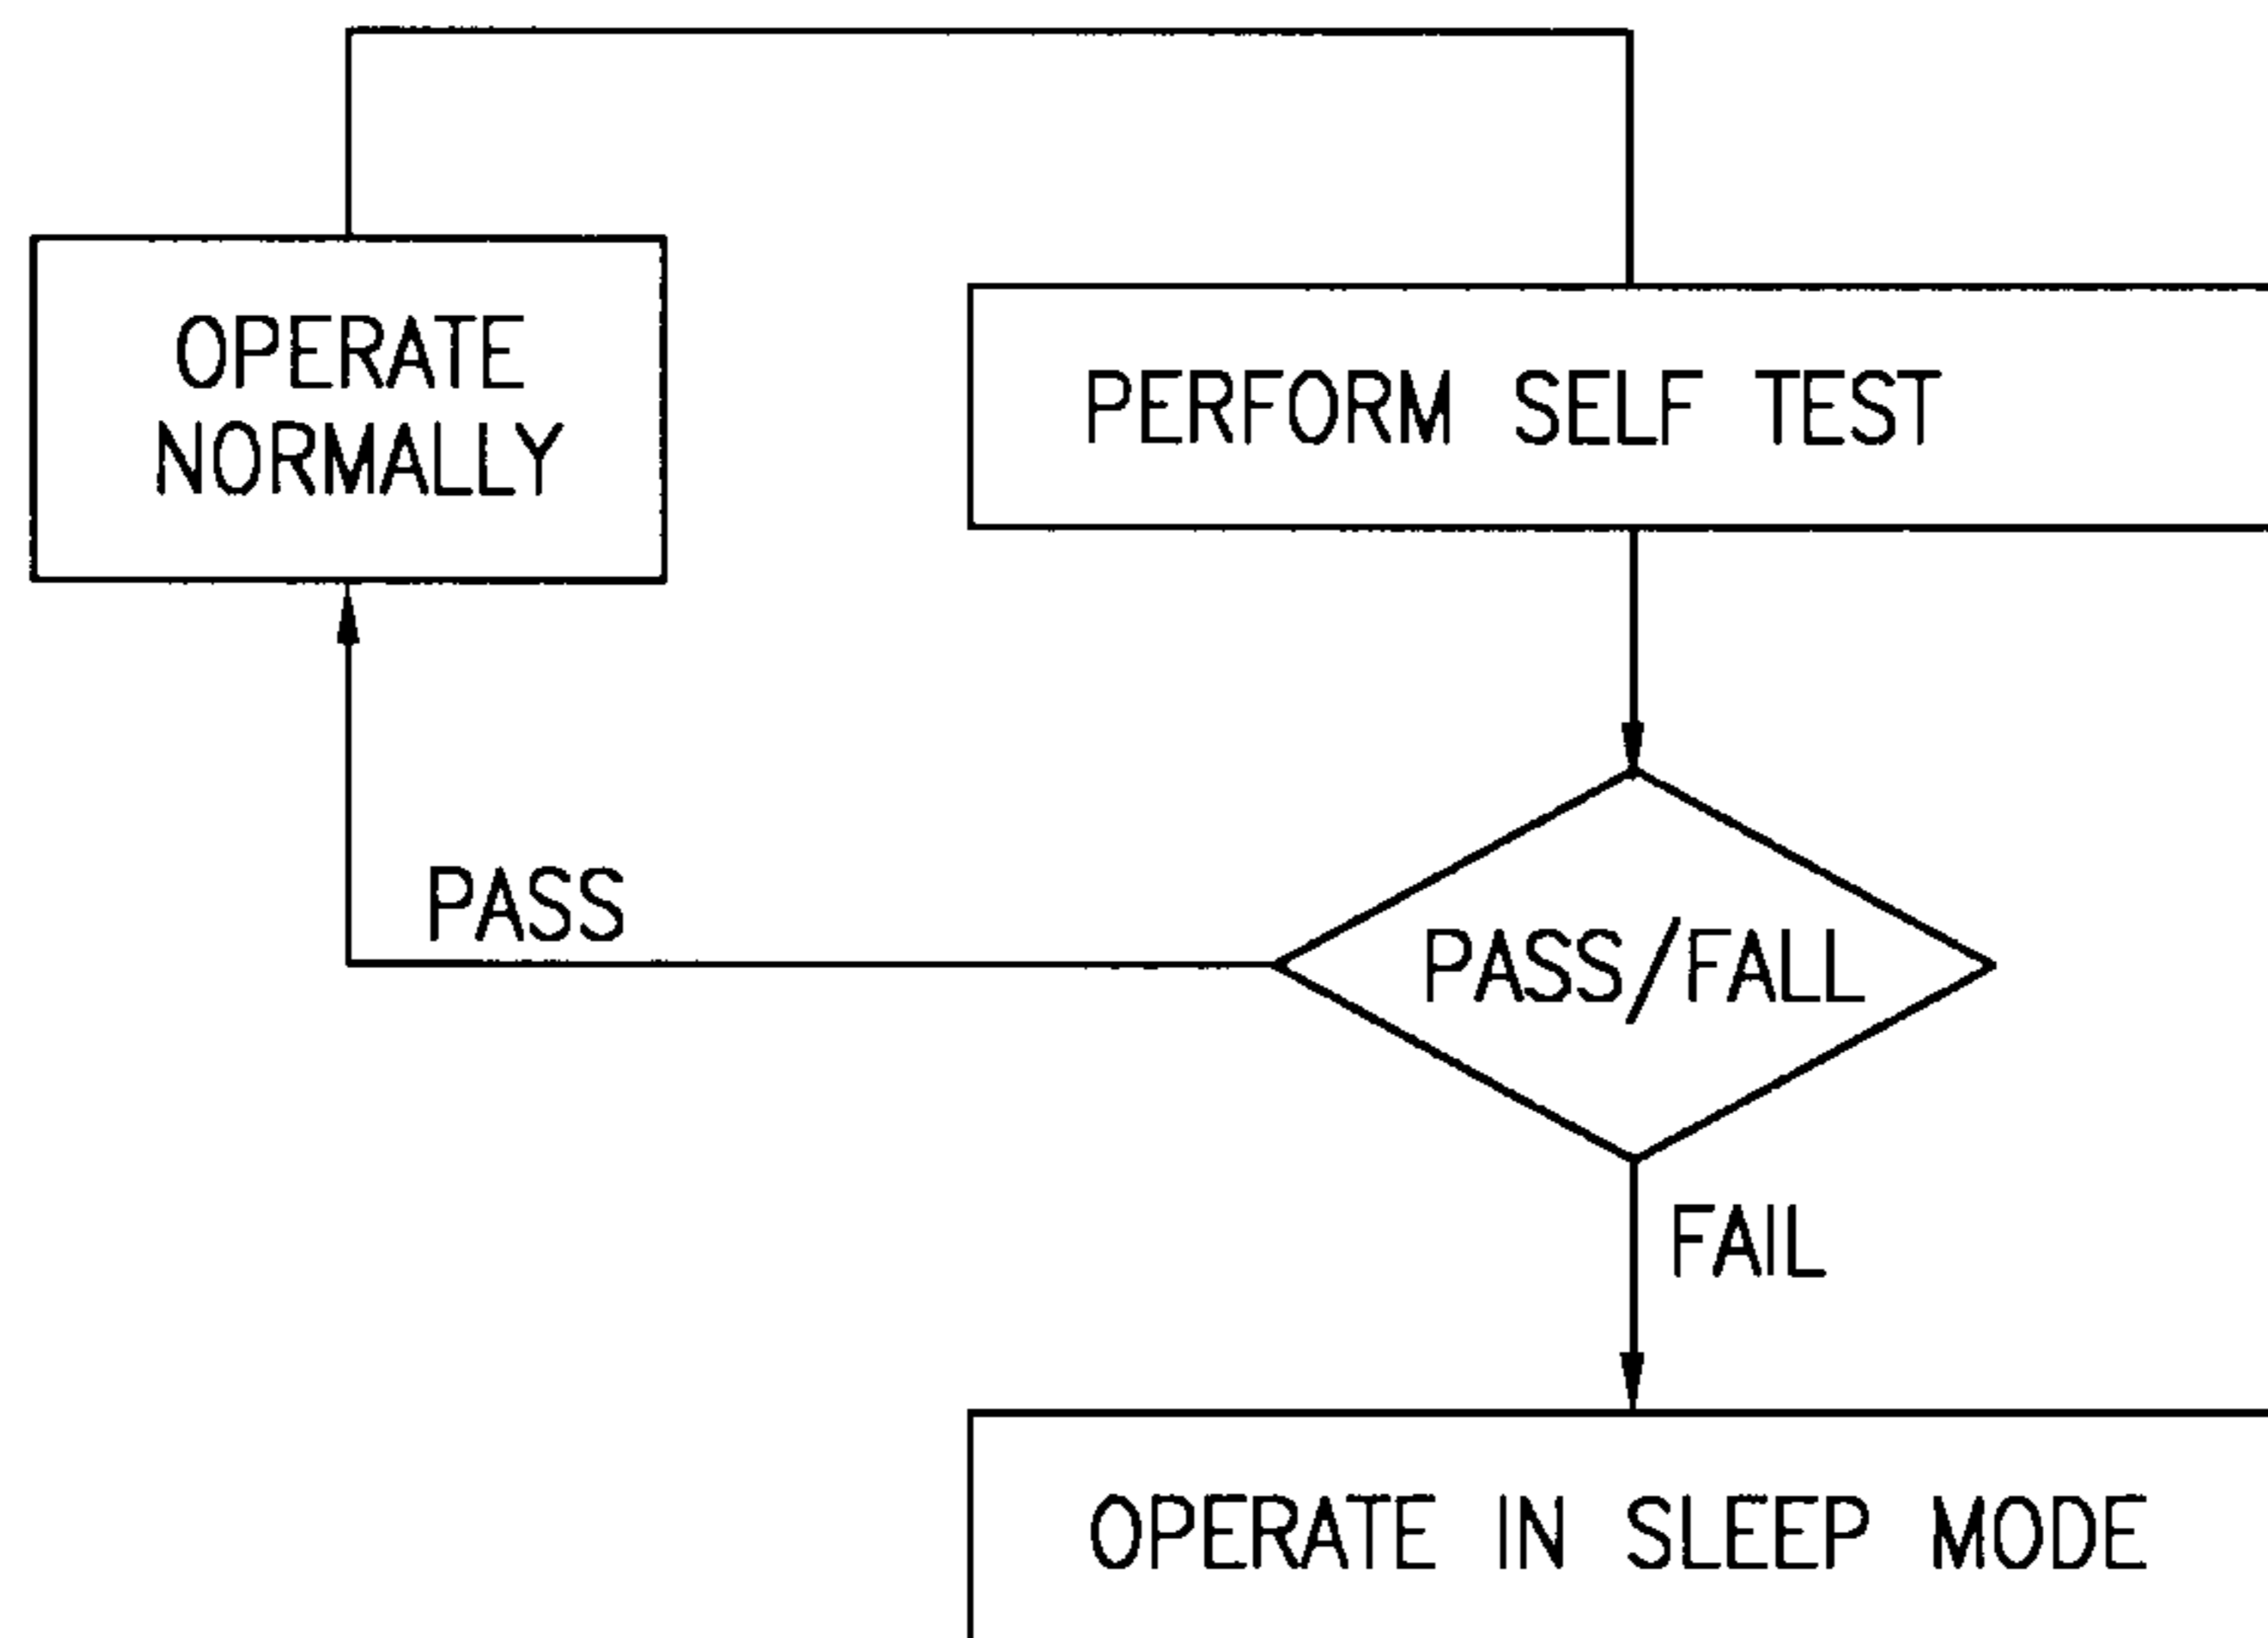 OPERATE
NORMALLY
PERFORM SELF TEST
PASS
PASS/FALL
FAIL
OPERATE IN SLEEP MODE